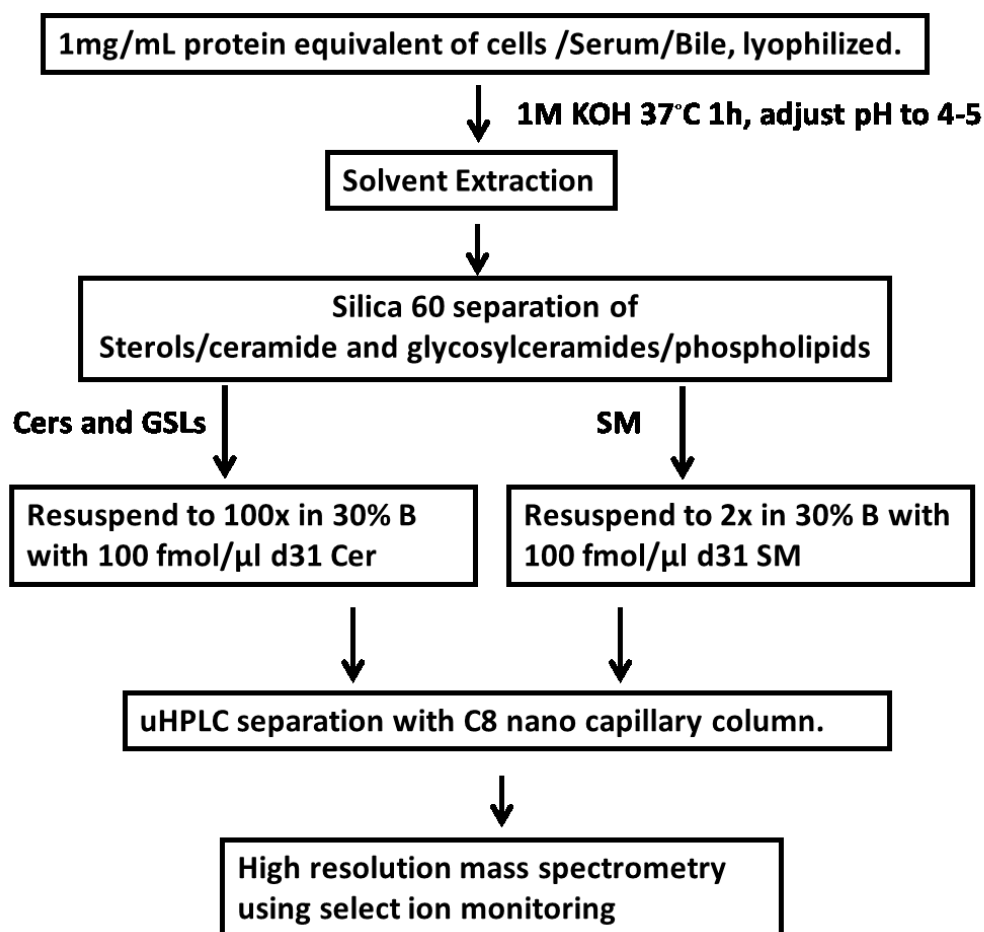 1mg/mL protein equivalent of cells /Serum/Bile, lyophilized.
1M KOH 37°C 1h, adjust pH to 4-5
Solvent Extraction
Silica 60 separation of
Sterols/ceramide and glycosylceramides/phospholipids
Cers and GSLs
SM
Resuspend to 100x in 30% B
with 100 fmol/µl d31 Cer
Resuspend to 2x in 30% B with
100 fmol/µl d31 SM
uHPLC separation with C8 nano capillary column.
High resolution mass spectrometry
using select ion monitoring